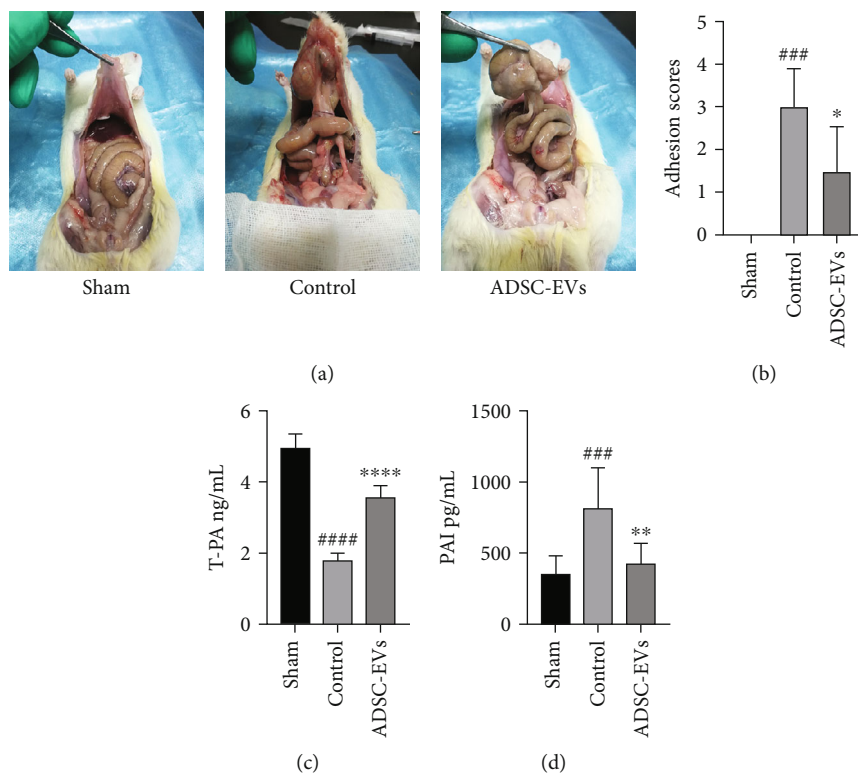 Sham
Control
ADSC-EVs
(a)
Adhesion scores
5
4
3
2
1
0
###
*
Sham
Control
ADSC-EVs
(b)
T-PA ng/mL
6
4
2
0
####
****
Sham
Control
ADSC-EVs
(c)
PAI pg/mL
1500
1000
500
0
###
**
Sham
Control
ADSC-EVs
(d)